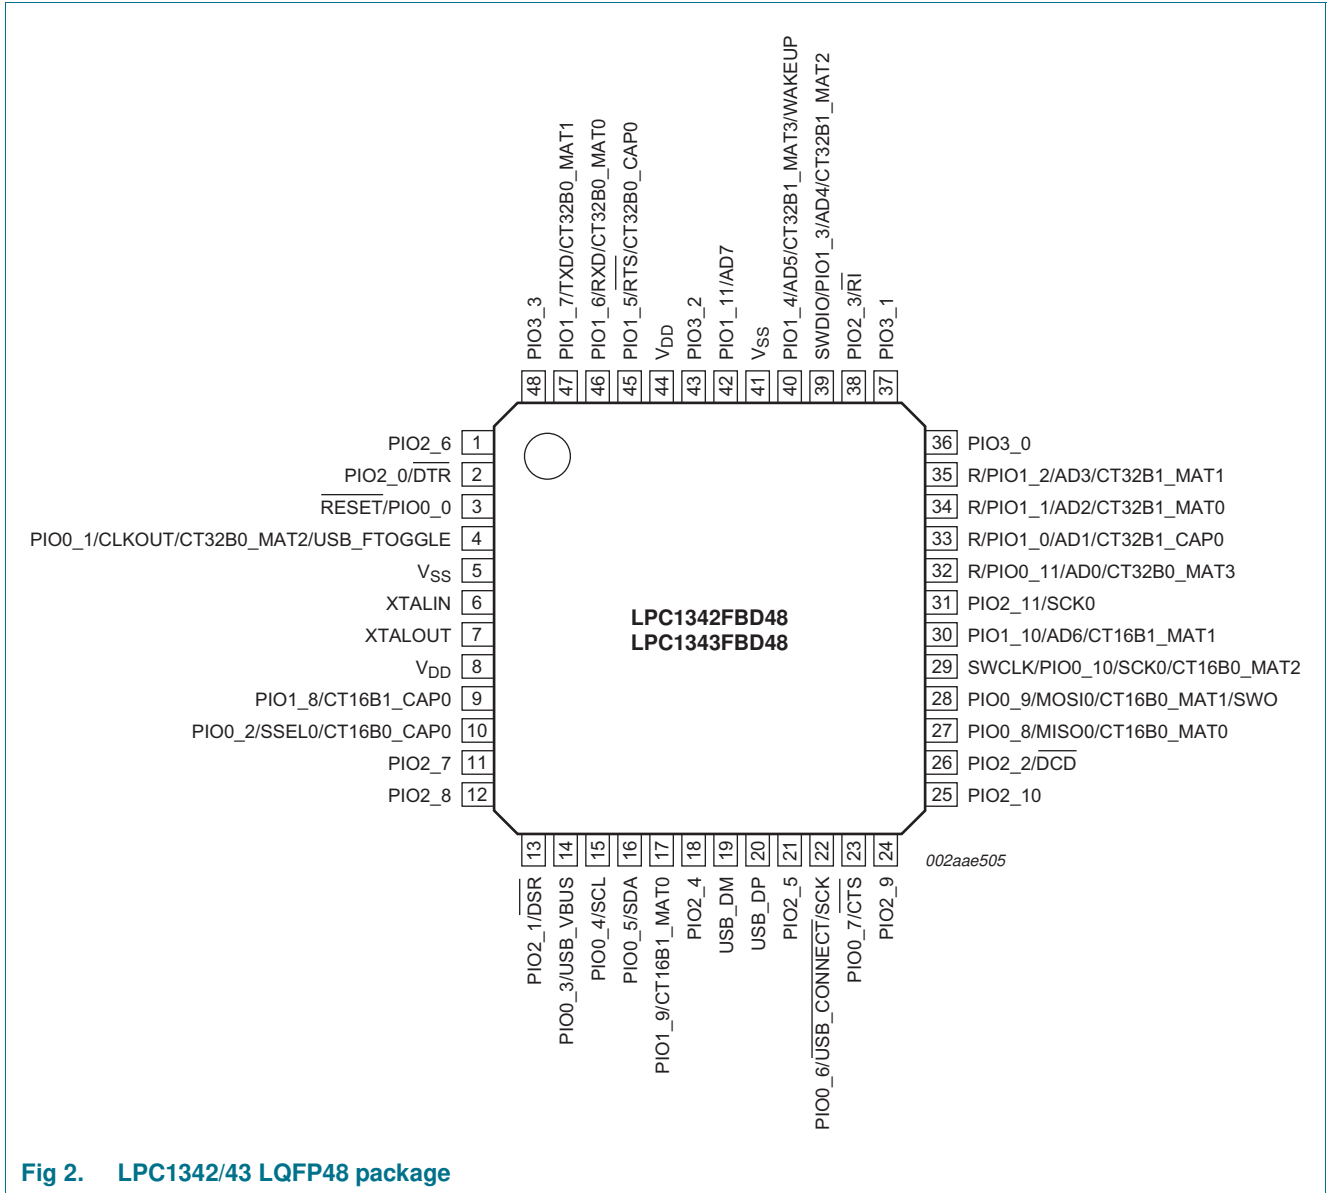 48 PIO3_3
47 PIO1_7/TXD/CT32B0_MAT1
46 PIO1_6/RXD/CT32B0_MAT0
45 PIO1_5/RTS/CT32B0_CAP0
44 VDD
43 PIO3_2
42 PIO1_11/AD7
41 VSS
40 PIO1_4/AD5/CT32B1_MAT3/WAKEUP
39 SWDIO/PIO1_3/AD4/CT32B1_MAT2
38 PIO2_3/RI
37 PIO3_1
PIO2_6 1
PIO2_0/DTR 2
RESET/PIO0_0 3
PIO0_1/CLKOUT/CT32B0_MAT2/USB_FTOGGLE 4
VSS 5
XTALIN 6
XTALOUT 7
VDD 8
PIO1_8/CT16B1_CAP0 9
PIO0_2/SSEL0/CT16B0_CAP0 10
PIO2_7 11
PIO2_8 12
LPC1342FBD48
LPC1343FBD48
36 PIO3_0
35 R/PIO1_2/AD3/CT32B1_MAT1
34 R/PIO1_1/AD2/CT32B1_MAT0
33 R/PIO1_0/AD1/CT32B1_CAP0
32 R/PIO0_11/AD0/CT32B0_MAT3
31 PIO2_11/SCK0
30 PIO1_10/AD6/CT16B1_MAT1
29 SWCLK/PIO0_10/SCK0/CT16B0_MAT2
28 PIO0_9/MOSI0/CT16B0_MAT1/SWO
27 PIO0_8/MISO0/CT16B0_MAT0
26 PIO2_2/DCD
25 PIO2_10
13 PIO2_1/DSR
14 PIO0_3/USB_VBUS
15 PIO0_4/SCL
16 PIO0_5/SDA
17 PIO1_9/CT16B1_MAT0
18 PIO2_4
19 USB_DM
20 USB_DP
21 PIO2_5
22 PIO0_6/USB_CONNECT/SCK
23 PIO0_7/CTS
24 PIO2_9
002aae505
Fig 2. LPC1342/43 LQFP48 package